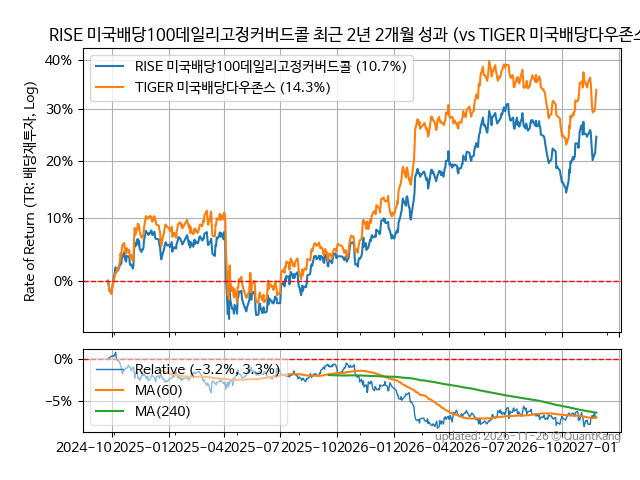 RISE 미국배당100데일리고정커버드콜 최근 2년 2개월 성과 (vs TIGER 미국배당다우존스
Rate of Return (TR: 배당재투자, Log)
40%
30%
20%
10%
0%
RISE 미국배당100데일리고정커버드콜 (10.7%)
TIGER 미국배당다우존스 (14.3%)
0%
−5%
Relative (−3.2%, 3.3%)
MA(60)
MA(240)
updated: 2026-11-26 © QuantKang
2024-10 2025-01 2025-04 2025-07 2025-10 2026-01 2026-04 2026-07 2026-10 2027-01